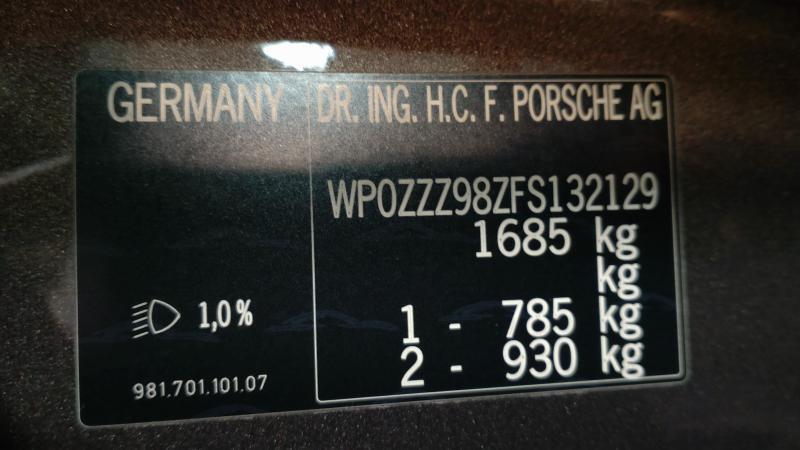 GERMANY
DR. ING. H.C. F. PORSCHE AG
WP0ZZZ98ZFS132129
1685 kg
kg
1 - 785 kg
2 - 930 kg
1,0%
981.701.101.07